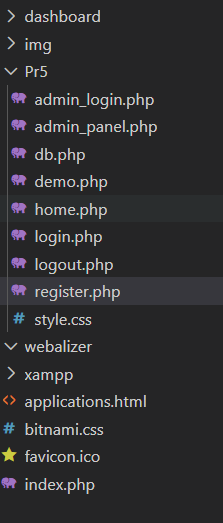 dashboard
img
Pr5
admin_login.php
admin_panel.php
db.php
demo.php
home.php
login.php
logout.php
register.php
style.css
webalizer
xampp
applications.html
bitnami.css
favicon.ico
index.php